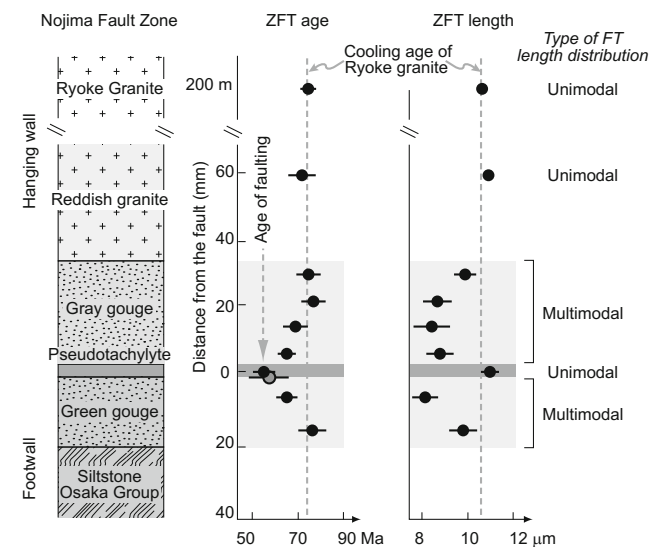 Nojima Fault Zone
ZFT age
ZFT length
Type of FT
length distribution
Cooling age of
Ryoke granite
Hanging wall
Footwall
Ryoke Granite
Reddish granite
Gray gouge
Pseudotachylyte
Green gouge
Siltstone
Osaka Group
Distance from the fault (mm)
200 m
60
40
20
0
20
40
Age of faulting
50 70 90 Ma
8 10 12 μm
Unimodal
Unimodal
Multimodal
Unimodal
Multimodal